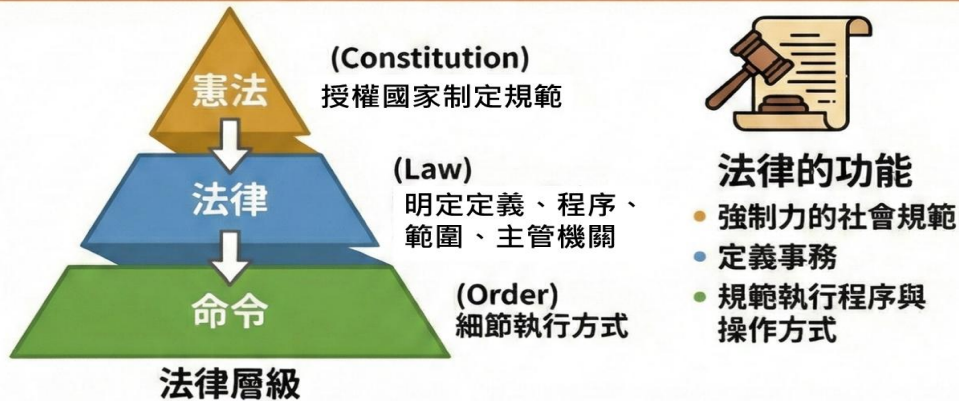 憲法
(Constitution)
授權國家制定規範
法律
(Law)
明定定義、程序、
範圍、主管機關
命令
(Order)
細節執行方式
法律層級
法律的功能
強制力的社會規範
定義事務
規範執行程序與
操作方式